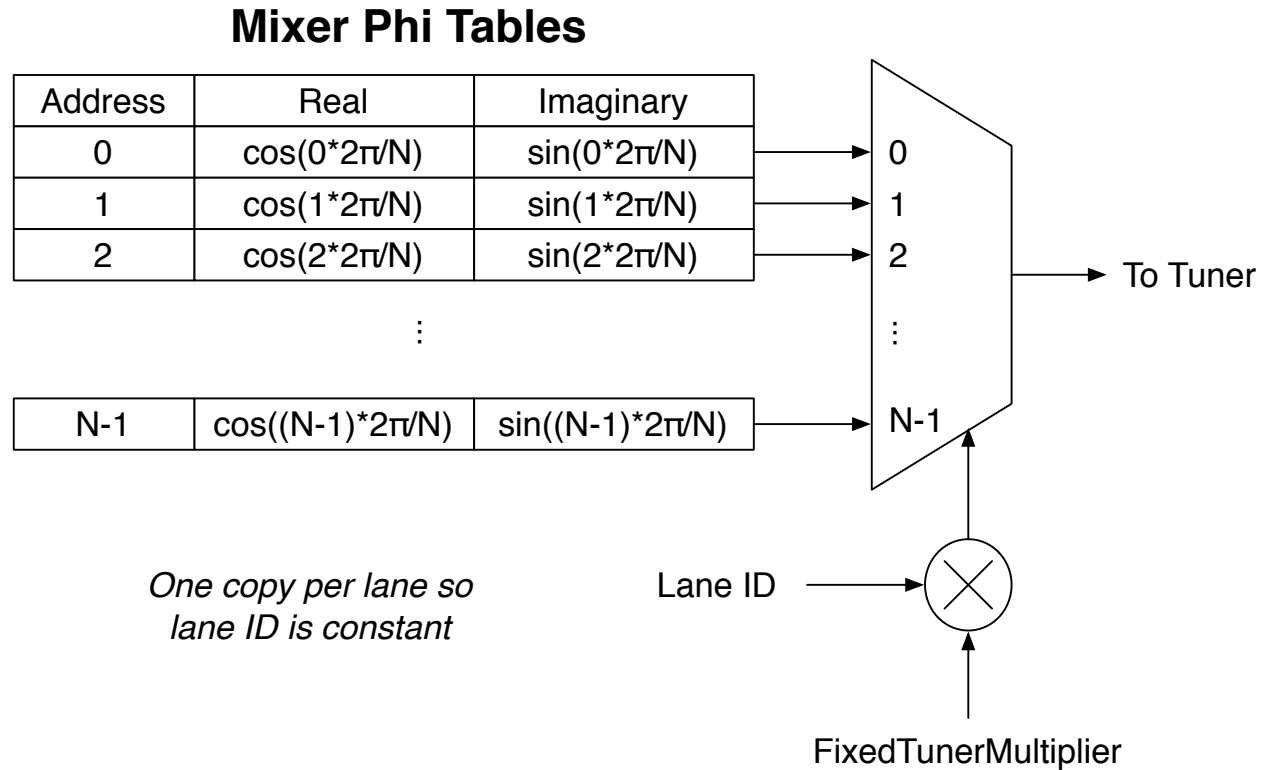 Mixer Phi Tables
Address Real Imaginary
0 cos(0*2π/N) sin(0*2π/N) 0
1 cos(1*2π/N) sin(1*2π/N) 1
2 cos(2*2π/N) sin(2*2π/N) 2
To Tuner
⋮ ⋮
N-1 cos((N-1)*2π/N) sin((N-1)*2π/N) N-1
One copy per lane so
lane ID is constant
Lane ID
FixedTunerMultiplier